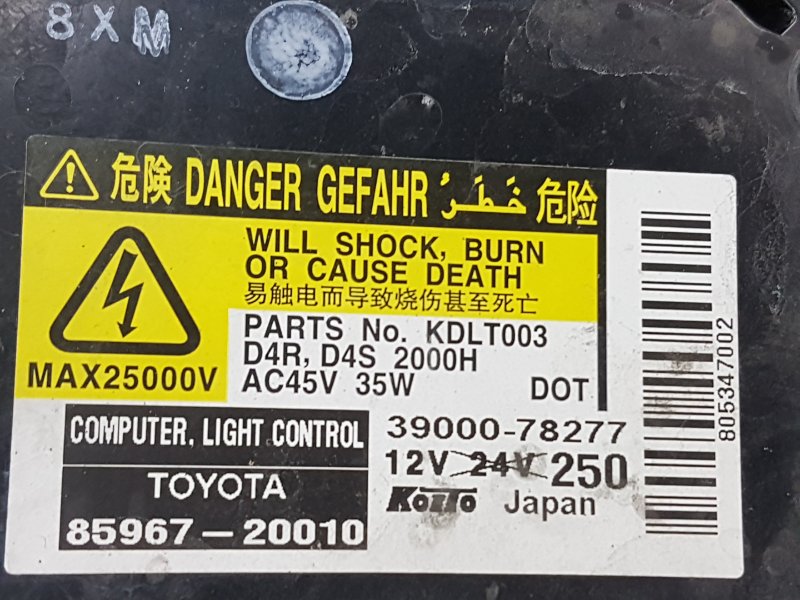 8XM
危険 DANGER GEFAHR خَطَرْ 危险
WILL SHOCK, BURN
OR CAUSE DEATH
易触电而导致烧伤甚至死亡
MAX25000V
PARTS No. KDLT003
D4R, D4S 2000H
AC45V 35W DOT
COMPUTER, LIGHT CONTROL
TOYOTA
85967-20010
39000-78277
12V 24V 250
KOITO Japan
805347002